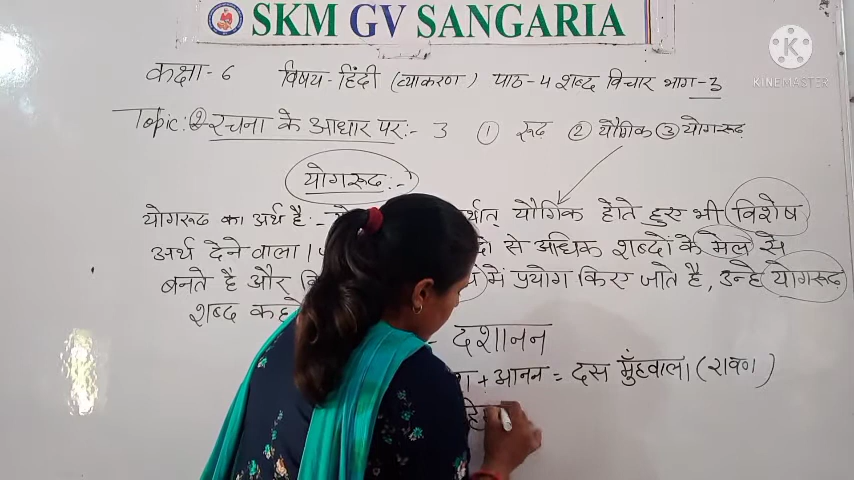 SKM GV SANGARIA
KINEMASTER
कक्षा - 6 विषय - हिंदी (व्याकरण) पाठ - 4 शब्द विचार भाग - 3
Topic: 2 रचना के आधार पर:- 3 ① रूढ़ ② यौगिक ③ योगरूढ़
योगरूढ़:-
योगरूढ़ का अर्थ है:- र्थात् यौगिक होते हुए भी विशेष
अर्थ देने वाला। से अधिक शब्दों के मेल से
बनते है और में प्रयोग किए जाते है, उन्हे योगरूढ़
शब्द
- दशानन
+ आनन = दस मुँहवाला (रावण)